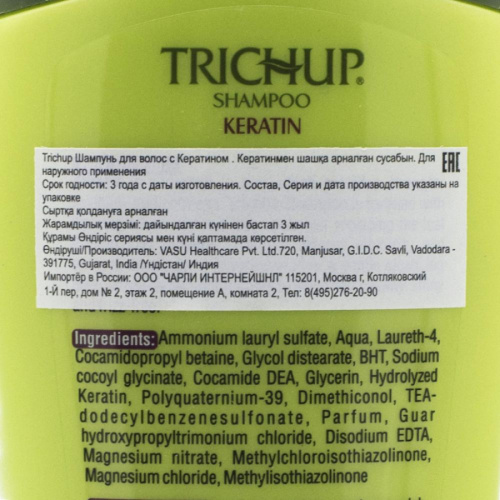 TRICHUP®
SHAMPOO
KERATIN
Trichup Шампунь для волос с Кератином . Кератинмен шашқа арналған сусабын. Для
наружного применения
EAC
Срок годности: 3 года с даты изготовления. Состав, Серия и дата производства указаны на
упаковке
Сыртқа қолдануға арналған
Жарамдылық мерзімі: дайындалған күнінен бастап 3 жыл
Құрамы Өндіріс сериясы мен күні қаптамада көрсетілген.
Өндіруші/Производитель: VASU Healthcare Pvt. Ltd.720, Manjusar, G.I.D.C. Savli, Vadodara -
391775, Gujarat, India /Үндістан/ Индия
Импортёр в России: ООО "ЧАРЛИ ИНТЕРНЕЙШНЛ" 115201, Москва г, Котляковский
1-Й пер, дом № 2, этаж 2, помещение А, комната 2, Тел: 8(495)276-20-90
Ingredients: Ammonium lauryl sulfate, Aqua, Laureth-4,
Cocamidopropyl betaine, Glycol distearate, BHT, Sodium
cocoyl glycinate, Cocamide DEA, Glycerin, Hydrolyzed
Keratin, Polyquaternium-39, Dimethiconol, TEA-
dodecylbenzenesulfonate, Parfum, Guar
hydroxypropyltrimonium chloride, Disodium EDTA,
Magnesium nitrate, Methylchloroisothiazolinone,
Magnesium chloride, Methylisothiazolinone